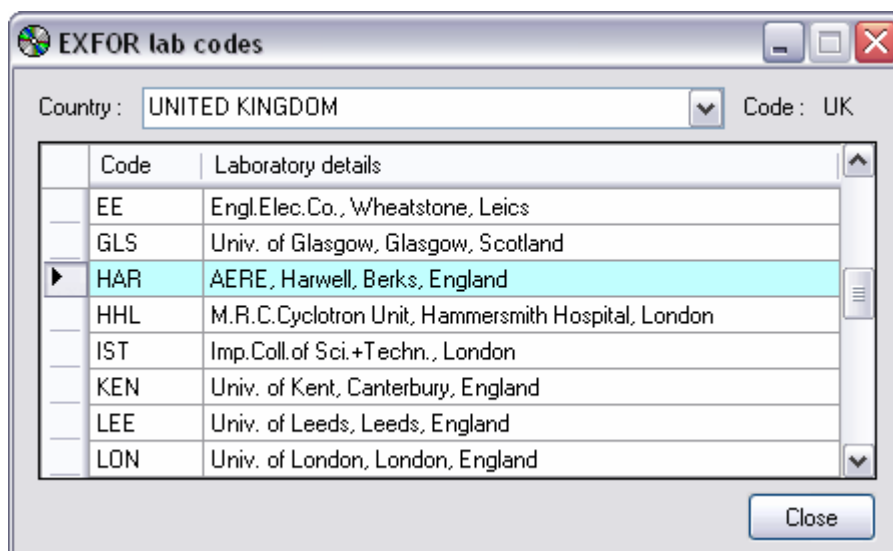 EXFOR lab codes
Country : UNITED KINGDOM Code : UK
Code Laboratory details
EE Engl.Elec.Co., Wheatstone, Leics
GLS Univ. of Glasgow, Glasgow, Scotland
HAR AERE, Harwell, Berks, England
HHL M.R.C.Cyclotron Unit, Hammersmith Hospital, London
IST Imp.Coll.of Sci.+Techn., London
KEN Univ. of Kent, Canterbury, England
LEE Univ. of Leeds, Leeds, England
LON Univ. of London, London, England
Close